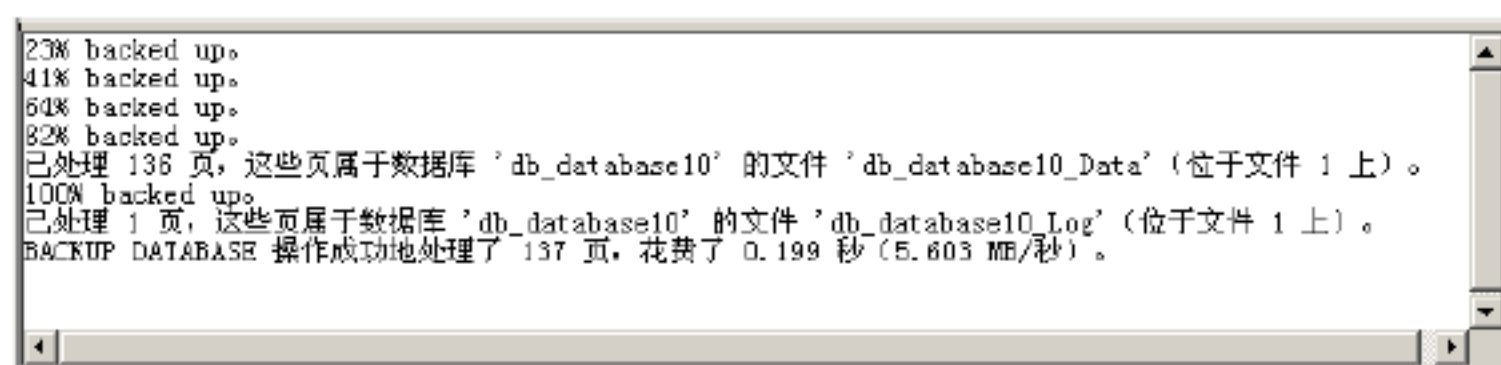 23% backed up。
41% backed up。
64% backed up。
82% backed up。
已处理 136 页，这些页属于数据库 'db_database10' 的文件 'db_database10_Data'（位于文件 1 上）。
100% backed up。
已处理 1 页，这些页属于数据库 'db_database10' 的文件 'db_database10_Log'（位于文件 1 上）。
BACKUP DATABASE 操作成功地处理了 137 页，花费了 0.199 秒（5.603 MB/秒）。